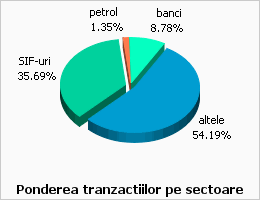 petrol
1.35%
banci
8.78%
SIF-uri
35.69%
altele
54.19%
Ponderea tranzactiilor pe sectoare